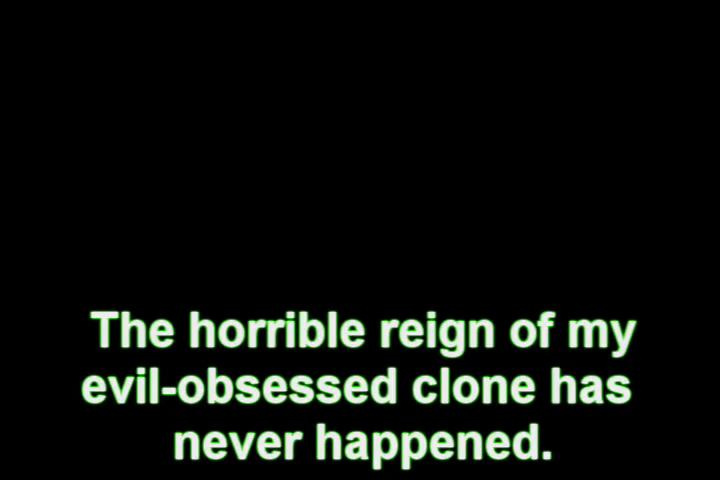 The horrible reign of my
evil-obsessed clone has
never happened.